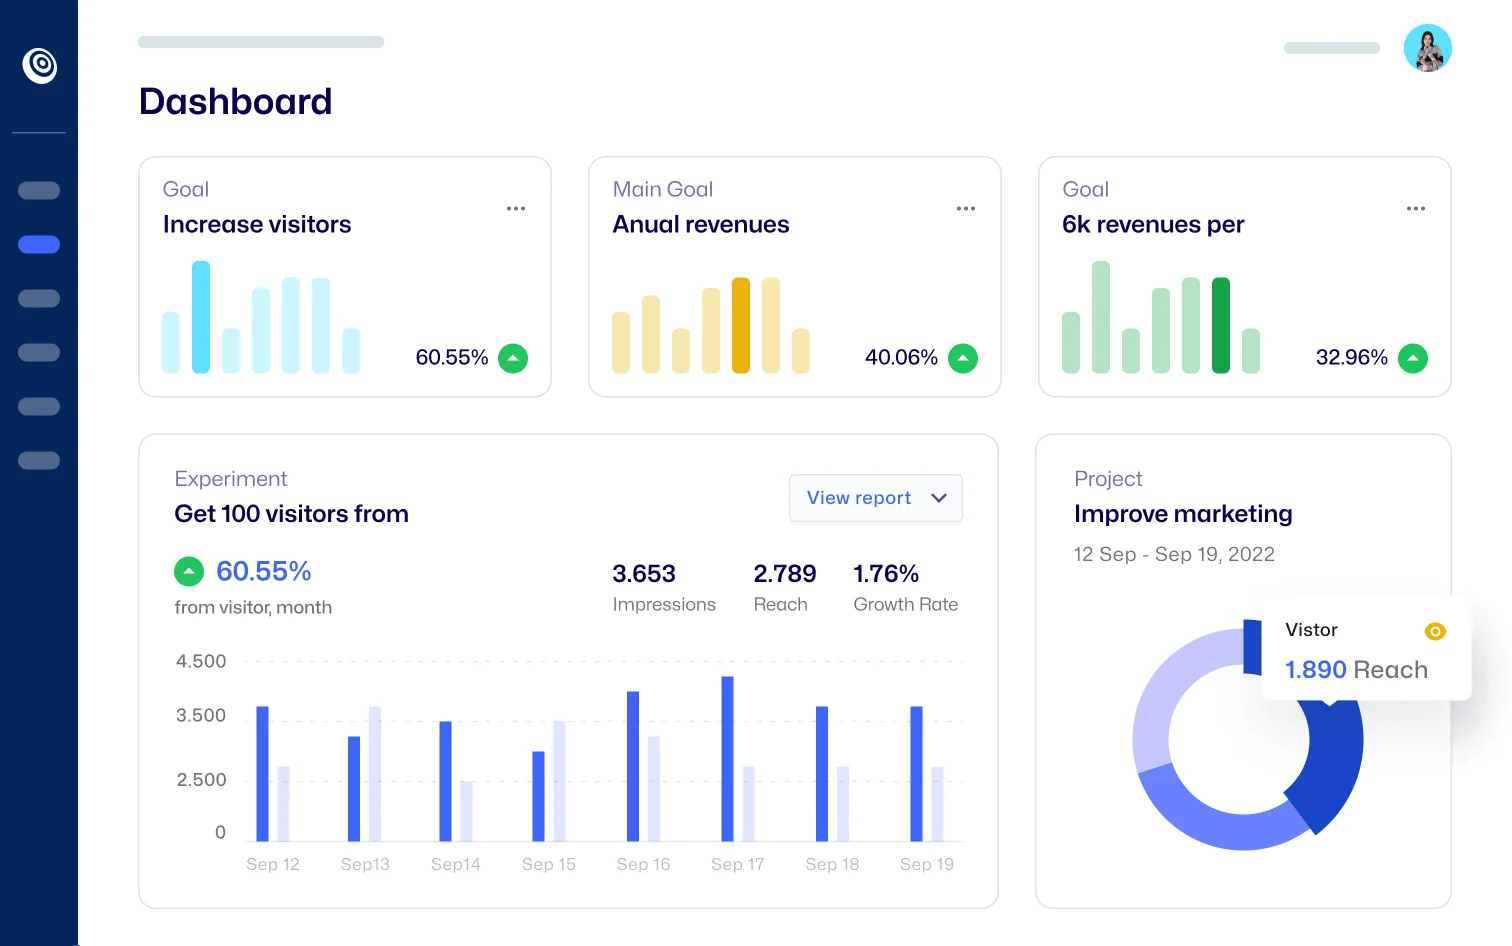 Dashboard
Goal
Increase visitors
60.55%
Main Goal
Anual revenues
40.06%
Goal
6k revenues per
32.96%
Experiment
Get 100 visitors from
View report
60.55%
from visitor, month
3.653
Impressions
2.789
Reach
1.76%
Growth Rate
4.500
3.500
2.500
0
Sep 12
Sep13
Sep14
Sep 15
Sep 16
Sep 17
Sep 18
Sep 19
Project
Improve marketing
12 Sep - Sep 19, 2022
Vistor
1.890 Reach